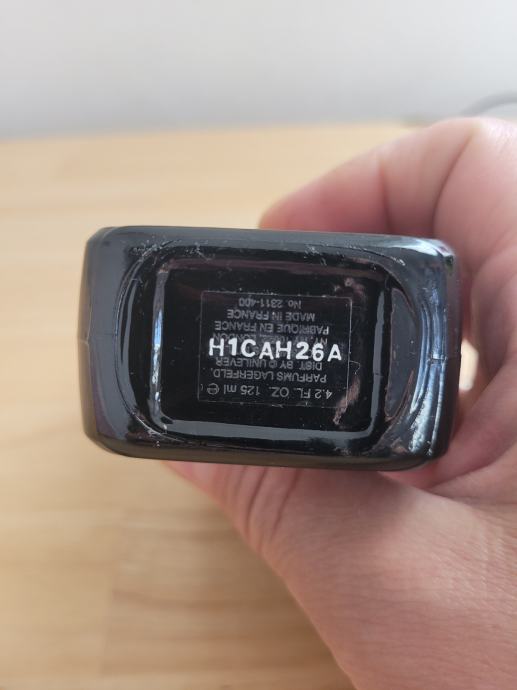 H1CAH26A
4.2 FL OZ 125 ml ℮
PARFUMS LAGERFELD,
DIST. BY © UNILEVER
LONDON
FABRIQUE EN FRANCE
MADE IN FRANCE
No. 2311-400